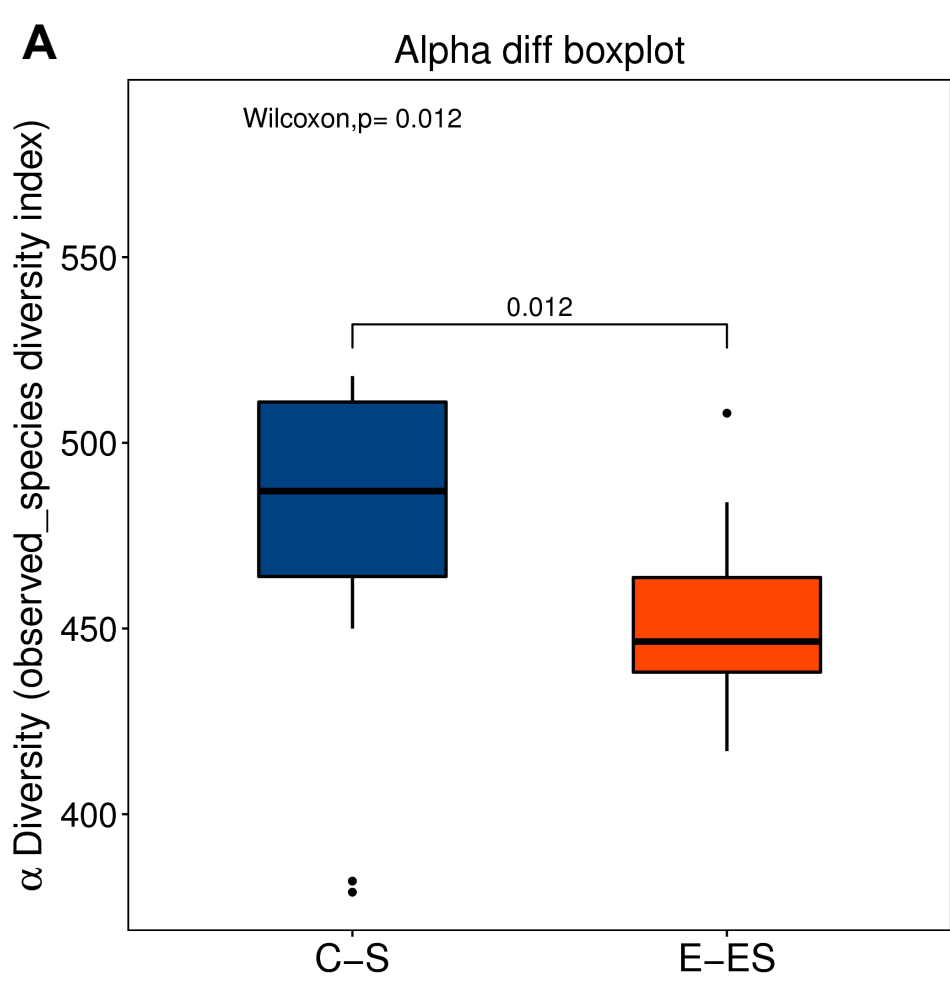 A
Alpha diff boxplot
Wilcoxon,p= 0.012
α Diversity (observed_species diversity index)
550
500
450
400
0.012
C−S
E−ES